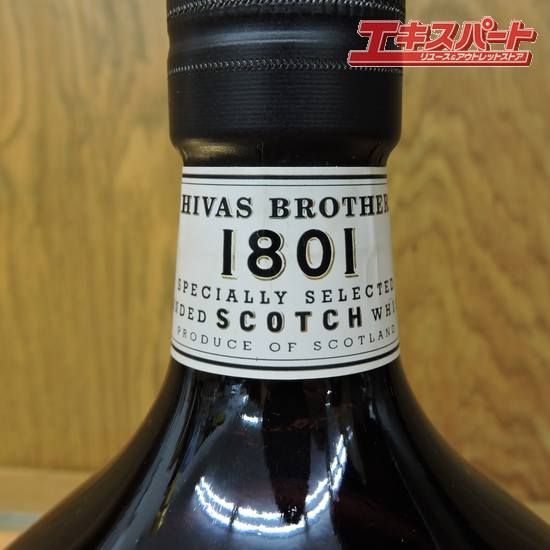 エキスパート
リユース&アウトレットストア
HIVAS BROTHER
1801
SPECIALLY SELECTED
NDED SCOTCH WHI
PRODUCE OF SCOTLAND